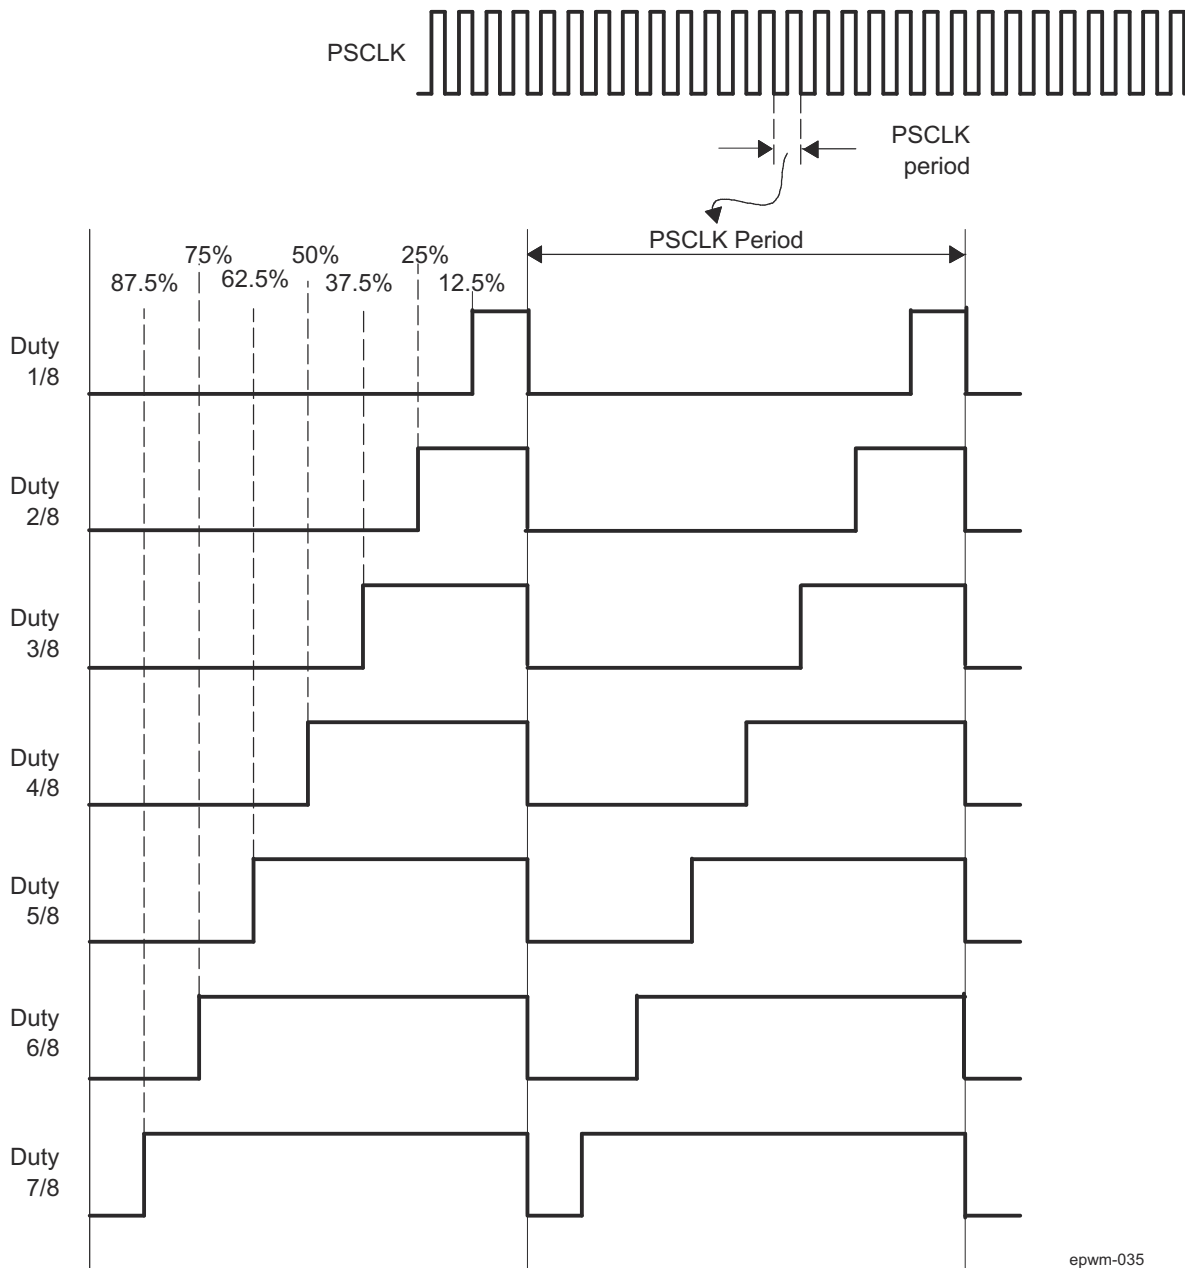 PSCLK
PSCLK
period
PSCLK Period
75%
50%
25%
87.5%
62.5%
37.5%
12.5%
Duty
1/8
Duty
2/8
Duty
3/8
Duty
4/8
Duty
5/8
Duty
6/8
Duty
7/8
epwm-035